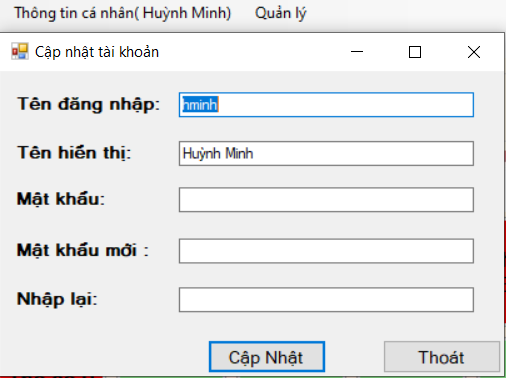 Thông tin cá nhân( Huỳnh Minh) Quản lý
Cập nhật tài khoản
Tên đăng nhập: hminh
Tên hiển thị: Huỳnh Minh
Mật khẩu:
Mật khẩu mới :
Nhập lại:
Cập Nhật Thoát